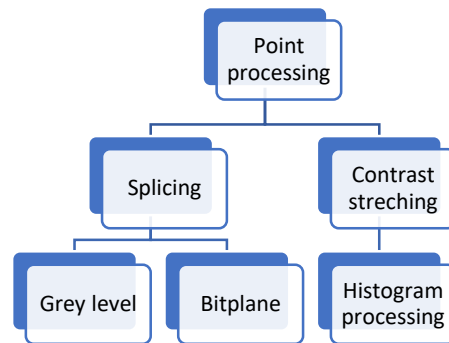 Point
processing
Splicing
Contrast
streching
Grey level
Bitplane
Histogram
processing